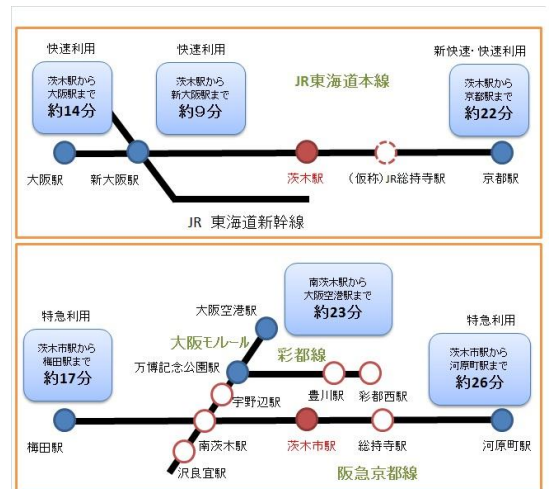 快速利用
快速利用
新快速・快速利用
茨木駅から
大阪駅まで
約14分
茨木駅から
新大阪駅まで
約9分
JR東海道本線
茨木駅から
京都駅まで
約22分
大阪駅
新大阪駅
茨木駅
（仮称）JR総持寺駅
京都駅
JR 東海道新幹線
南茨木駅から
大阪空港駅まで
約23分
大阪空港駅
特急利用
特急利用
大阪モノレール
彩都線
茨木市駅から
梅田駅まで
約17分
万博記念公園駅
茨木市駅から
河原町駅まで
約26分
宇野辺駅
豊川駅
彩都西駅
梅田駅
南茨木駅
茨木市駅
総持寺駅
河原町駅
沢良宜駅
阪急京都線